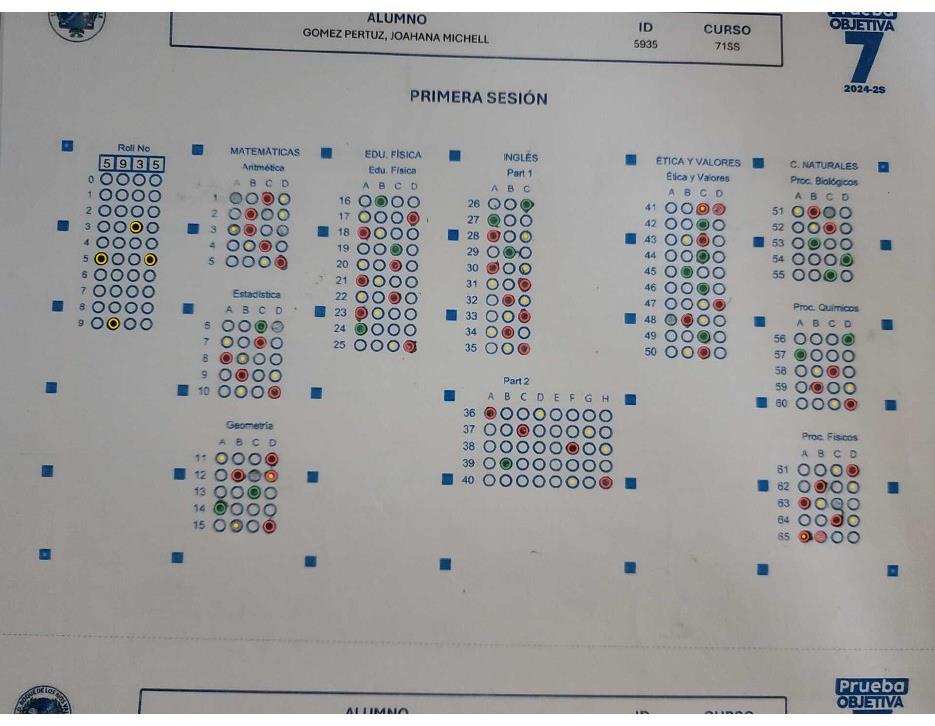 ALUMNO
GOMEZ PERTUZ, JOAHANA MICHELL
ID
5935
CURSO
71SS
Prueba
OBJETIVA
7
2024-2S
PRIMERA SESIÓN
Roll No
5 9 3 5
0
1
2
3
4
5
6
7
8
9
MATEMÁTICAS
Aritmética
A B C D
1
2
3
4
5
Estadística
A B C D
6
7
8
9
10
Geometría
A B C D
11
12
13
14
15
EDU. FÍSICA
Edu. Física
A B C D
16
17
18
19
20
21
22
23
24
25
INGLÉS
Part 1
A B C
26
27
28
29
30
31
32
33
34
35
Part 2
A B C D E F G H
36
37
38
39
40
ÉTICA Y VALORES
Ética y Valores
A B C D
41
42
43
44
45
46
47
48
49
50
C. NATURALES
Proc. Biológicos
A B C D
51
52
53
54
55
Proc. Químicos
A B C D
56
57
58
59
60
Proc. Físicos
A B C D
61
62
63
64
65
ALUMNO
ID
CURSO
Prueba
OBJETIVA